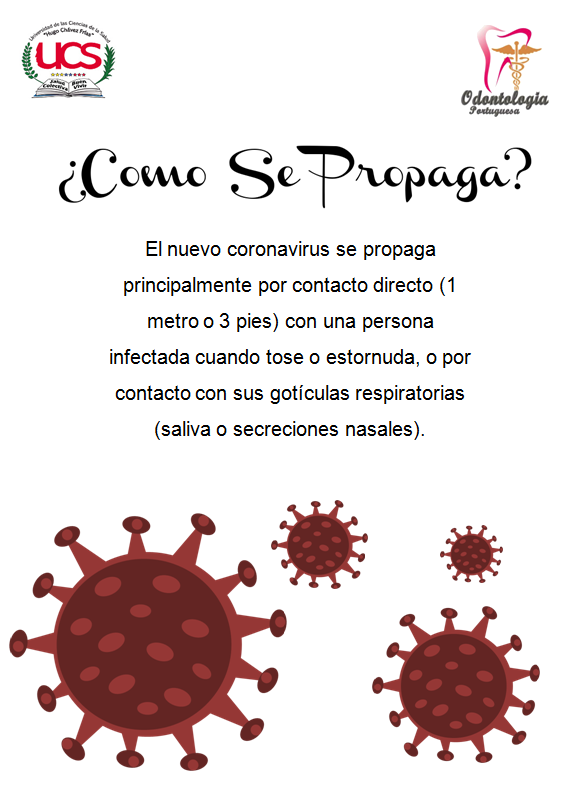 Universidad de las Ciencias de la Salud
"Hugo Chávez Frías"
UCS
Salud Colectiva
Buen Vivir
Odontologia
Portuguesa
¿Como Se Propaga?
El nuevo coronavirus se propaga
principalmente por contacto directo (1
metro o 3 pies) con una persona
infectada cuando tose o estornuda, o por
contacto con sus gotículas respiratorias
(saliva o secreciones nasales).